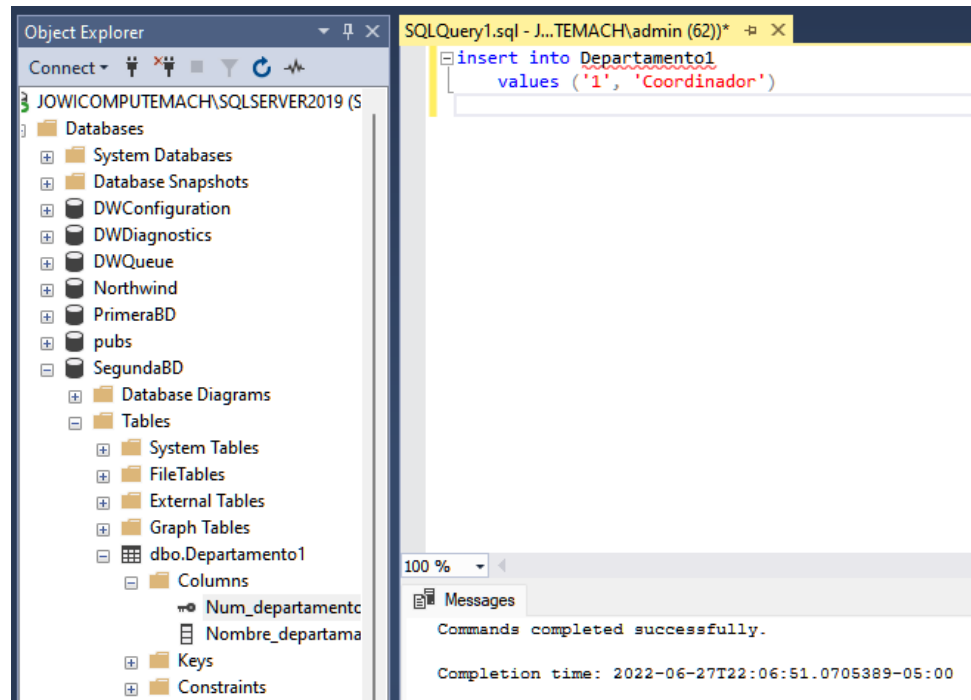 Object Explorer
Connect
JOWICOMPUTEMACH\SQLSERVER2019 (S
Databases
System Databases
Database Snapshots
DWConfiguration
DWDiagnostics
DWQueue
Northwind
PrimeraBD
pubs
SegundaBD
Database Diagrams
Tables
System Tables
FileTables
External Tables
Graph Tables
dbo.Departamento1
Columns
Num_departamento
Nombre_departama
Keys
Constraints
SQLQuery1.sql - J...TEMACH\admin (62))*
insert into Departamento1
values ('1', 'Coordinador')
100 %
Messages
Commands completed successfully.
Completion time: 2022-06-27T22:06:51.0705389-05:00